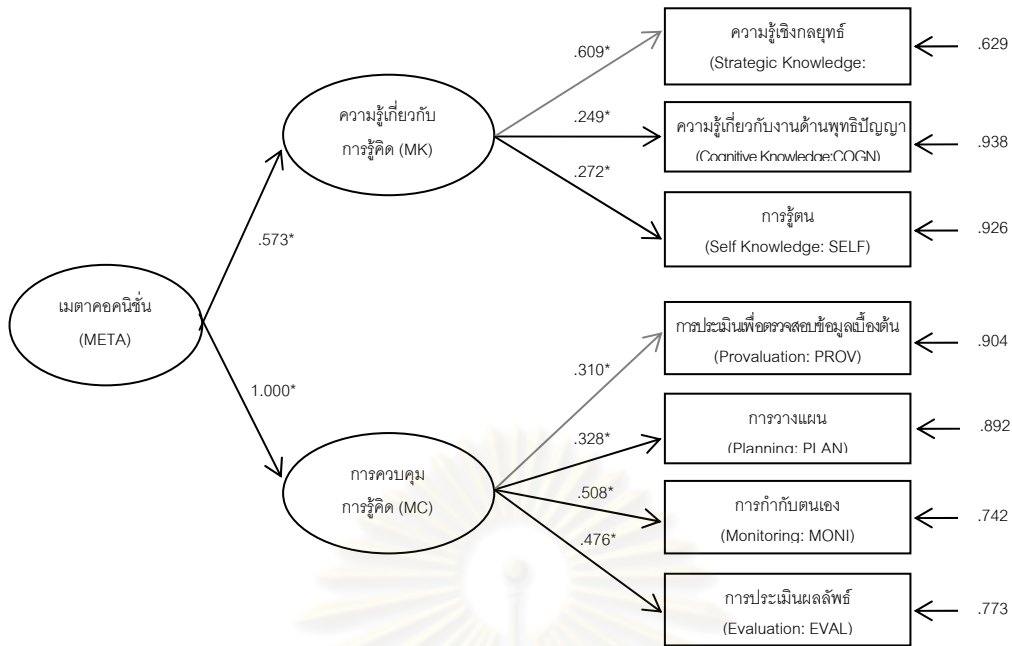 ความรู้เชิงกลยุทธ์
(Strategic Knowledge:
.629
.609*
ความรู้เกี่ยวกับ
การรู้คิด (MK)
.249*
ความรู้เกี่ยวกับงานด้านพุทธิปัญญา
(Cognitive Knowledge:COGN)
.938
.272*
การรู้ตน
(Self Knowledge: SELF)
.926
.573*
เมตาคอคนิชั่น
(META)
การประเมินเพื่อตรวจสอบข้อมูลเบื้องต้น
(Provaluation: PROV)
.904
.310*
1.000*
การวางแผน
(Planning: PLAN)
.892
.328*
การควบคุม
การรู้คิด (MC)
.508*
การกำกับตนเอง
(Monitoring: MONI)
.742
.476*
การประเมินผลลัพธ์
(Evaluation: EVAL)
.773